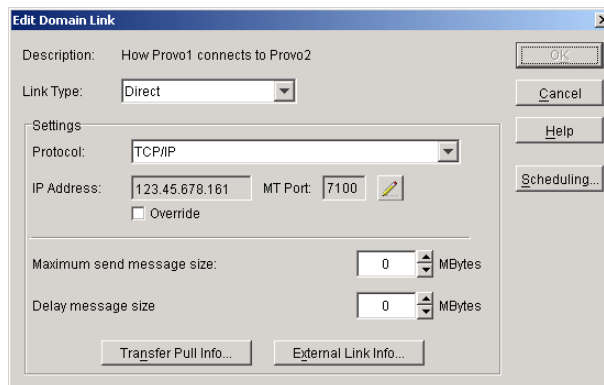 Edit Domain Link
Description: How Provo1 connects to Provo2
OK
Link Type: Direct
Cancel
Settings
Help
Protocol: TCP/IP
IP Address: 123.45.678.161 MT Port: 7100
Scheduling...
Override
Maximum send message size: 0 MBytes
Delay message size 0 MBytes
Transfer Pull Info... External Link Info...